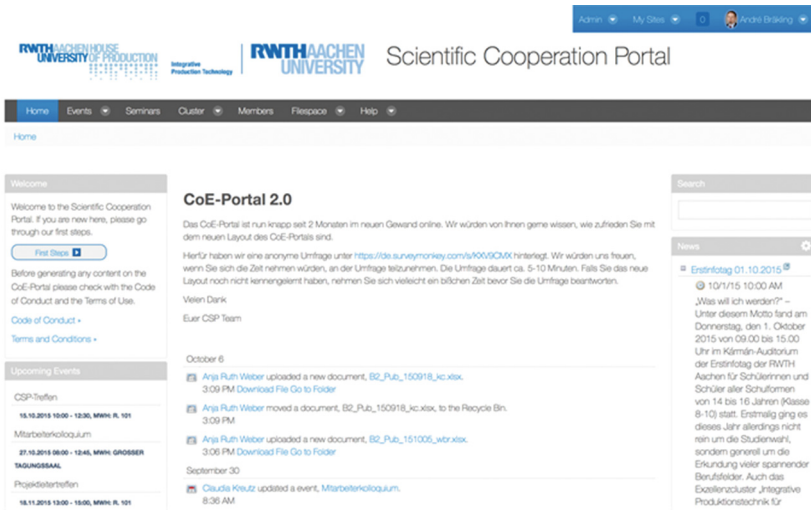 Admin My Sites 0 André Bräkling
RWTHAACHEN HOUSE
UNIVERSITY OF PRODUCTION
Integrative
Production Technology
RWTHAACHEN
UNIVERSITY
Scientific Cooperation Portal
Home Events Seminars Cluster Members Filespace Help
Home
Welcome
Welcome to the Scientific Cooperation
Portal. If you are new here, please go
through our first steps.
First Steps
Before generating any content on the
CoE-Portal please check with the Code
of Conduct and the Terms of Use.
Code of Conduct »
Terms and Conditions »
Upcoming Events
CSP-Treffen
15.10.2015 10:00 - 12:30, MWH: R. 101
Mitarbeiterkolloquium
27.10.2015 08:00 - 12:45, MWH: GROSSER
TAGUNGSSAAL
Projektleitertreffen
16.11.2015 13:00 - 15:00, MWH: R. 101
CoE-Portal 2.0
Das CoE-Portal ist nun knapp seit 2 Monaten im neuen Gewand online. Wir würden von Ihnen gerne wissen, wie zufrieden Sie mit
dem neuen Layout des CoE-Portals sind.
Hierfür haben wir eine anonyme Umfrage unter https://de.surveymonkey.com/s/KXV9CMX hinterlegt. Wir würden uns freuen,
wenn Sie sich die Zeit nehmen würden, an der Umfrage teilzunehmen. Die Umfrage dauert ca. 5-10 Minuten. Falls Sie das neue
Layout noch nicht kennengelernt haben, nehmen Sie sich vielleicht ein bißchen Zeit bevor Sie die Umfrage beantworten.
Vielen Dank
Euer CSP Team
October 6
Anja Ruth Weber uploaded a new document, B2_Pub_150918_kc.xlsx.
3:09 PM Download File Go to Folder
Anja Ruth Weber moved a document, B2_Pub_150918_kc.xlsx, to the Recycle Bin.
3:09 PM
Anja Ruth Weber uploaded a new document, B2_Pub_151005_wbr.xlsx.
3:06 PM Download File Go to Folder
September 30
Claudia Kreutz updated a event, Mitarbeiterkolloquium.
8:36 AM
Search
News
Erstinfotag 01.10.2015
10/1/15 10:00 AM
„Was will ich werden?“ –
Unter diesem Motto fand am
Donnerstag, den 1. Oktober
2015 von 09.00 bis 15.00
Uhr im Kármán-Auditorium
der Erstinfotag der RWTH
Aachen für Schülerinnen und
Schüler aller Schulformen
von 14 bis 16 Jahren (Klasse
8-10) statt. Erstmalig ging es
dieses Jahr allerdings nicht
rein um die Studienwahl,
sondern generell um die
Erkundung vieler spannender
Berufsfelder. Auch das
Exzellenzcluster „Integrative
Produktionstechnik für